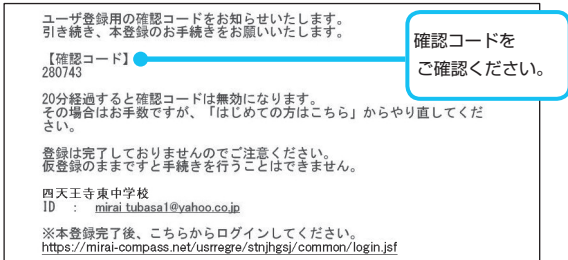 ユーザ登録用の確認コードをお知らせいたします。
引き続き、本登録のお手続きをお願いいたします。
【確認コード】
280743
確認コードを
ご確認ください。
20分経過すると確認コードは無効になります。
その場合はお手数ですが、「はじめての方はこちら」からやり直してくだ
さい。
登録は完了しておりませんのでご注意ください。
仮登録のままですと手続きを行うことはできません。
四天王寺東中学校
ID : mirai tubasa1@yahoo.co.jp
※本登録完了後、こちらからログインしてください。
https://mirai-compass.net/usrregre/stnjhgsj/common/login.jsf